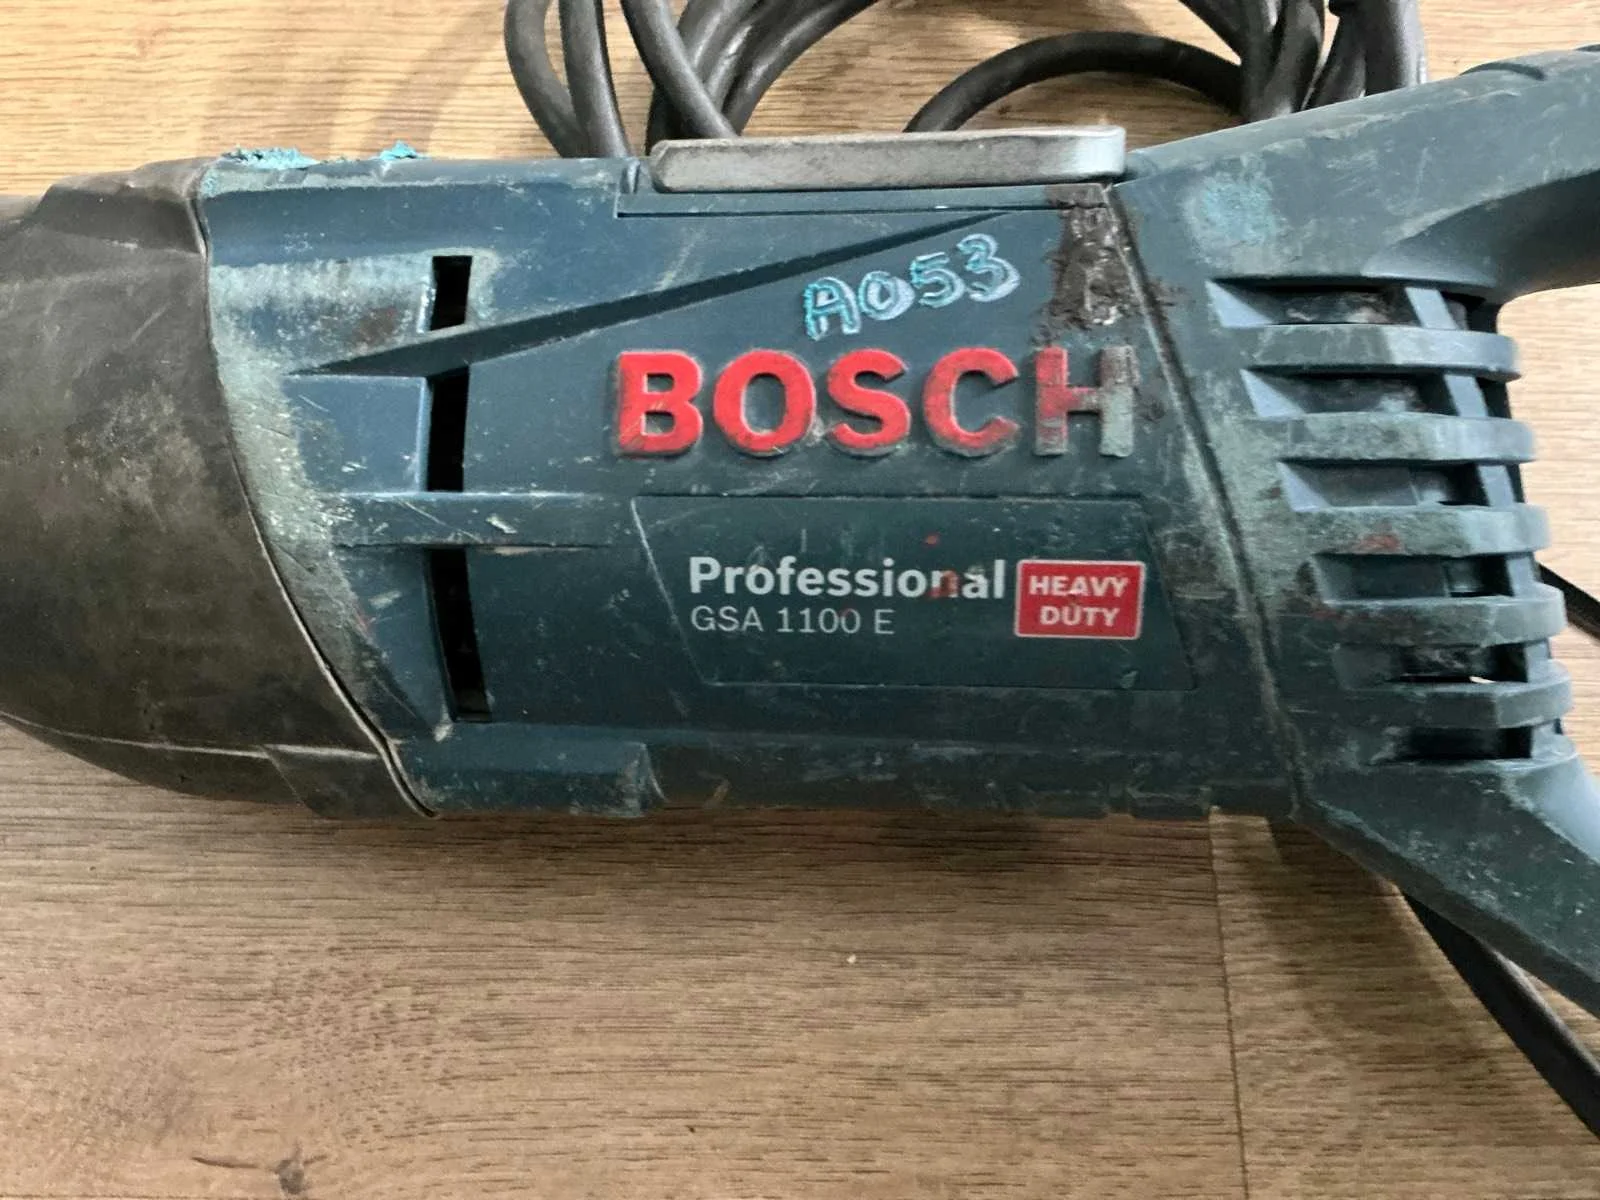 A053
BOSCH
Professional
GSA 1100 E
HEAVY
DUTY